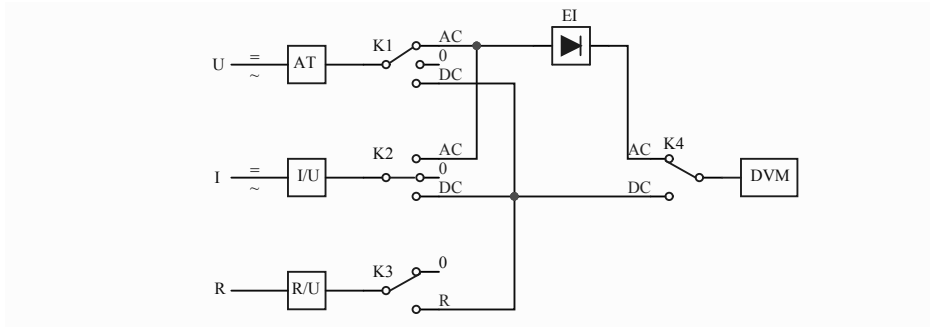 EI
AC
K1
U = ~
AT
0
DC
AC
K2
I = ~
I/U
0
DC
AC
K4
DC
DVM
0
K3
R
R/U
R